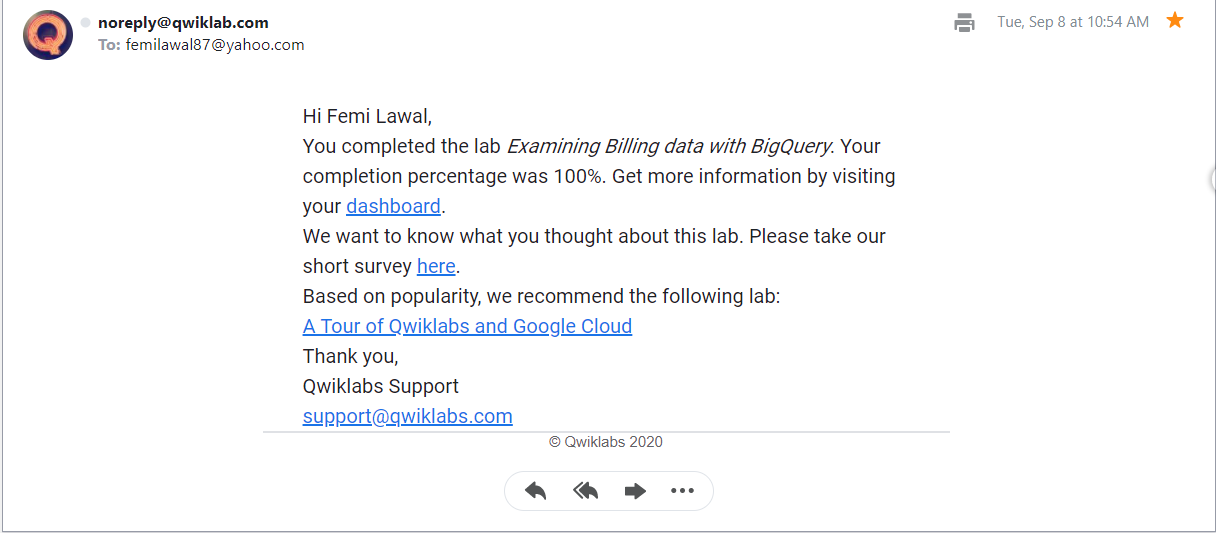 noreply@qwiklab.com
Tue, Sep 8 at 10:54 AM
To: femilawal87@yahoo.com
Hi Femi Lawal,
You completed the lab Examining Billing data with BigQuery. Your
completion percentage was 100%. Get more information by visiting
your dashboard.
We want to know what you thought about this lab. Please take our
short survey here.
Based on popularity, we recommend the following lab:
A Tour of Qwiklabs and Google Cloud
Thank you,
Qwiklabs Support
support@qwiklabs.com
© Qwiklabs 2020